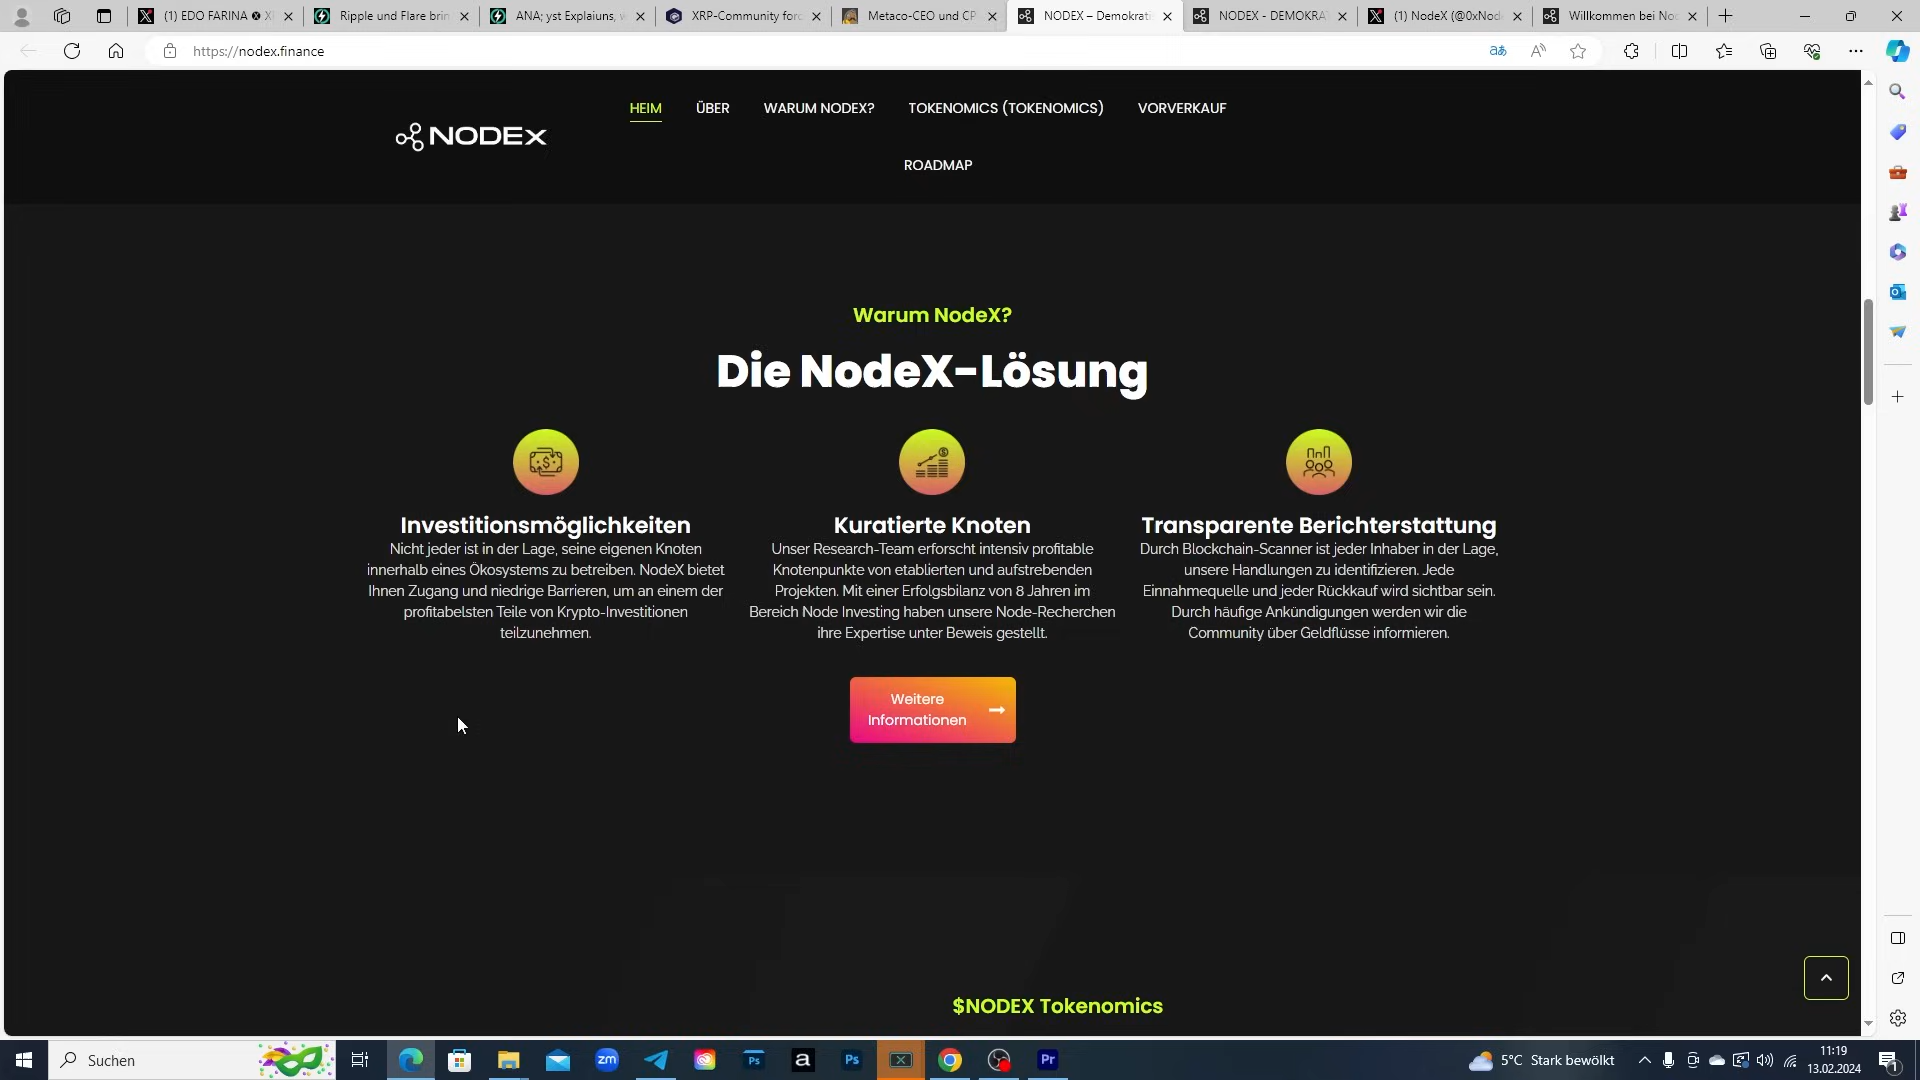 (1) EDO FARINA
Ripple und Flare brin
ANA; yst Explaiuns, w
XRP-Community forc
Metaco-CEO und CP
NODEX – Demokrati
NODEX - DEMOKRA
(1) NodeX (@0xNod
Willkommen bei No
https://nodex.finance
HEIM
ÜBER
WARUM NODEX?
TOKENOMICS (TOKENOMICS)
VORVERKAUF
NODEX
ROADMAP
Warum NodeX?
Die NodeX-Lösung
Investitionsmöglichkeiten
Nicht jeder ist in der Lage, seine eigenen Knoten
innerhalb eines Ökosystems zu betreiben. NodeX bietet
Ihnen Zugang und niedrige Barrieren, um an einem der
profitabelsten Teile von Krypto-Investitionen
teilzunehmen.
Kuratierte Knoten
Unser Research-Team erforscht intensiv profitable
Knotenpunkte von etablierten und aufstrebenden
Projekten. Mit einer Erfolgsbilanz von 8 Jahren im
Bereich Node Investing haben unsere Node-Recherchen
ihre Expertise unter Beweis gestellt.
Transparente Berichterstattung
Durch Blockchain-Scanner ist jeder Inhaber in der Lage,
unsere Handlungen zu identifizieren. Jede
Einnahmequelle und jeder Rückkauf wird sichtbar sein.
Durch häufige Ankündigungen werden wir die
Community über Geldflüsse informieren.
Weitere
Informationen
$NODEX Tokenomics
Suchen
zm
Ps
a
Ps
Pr
5°C Stark bewölkt
11:19
13.02.2024
1